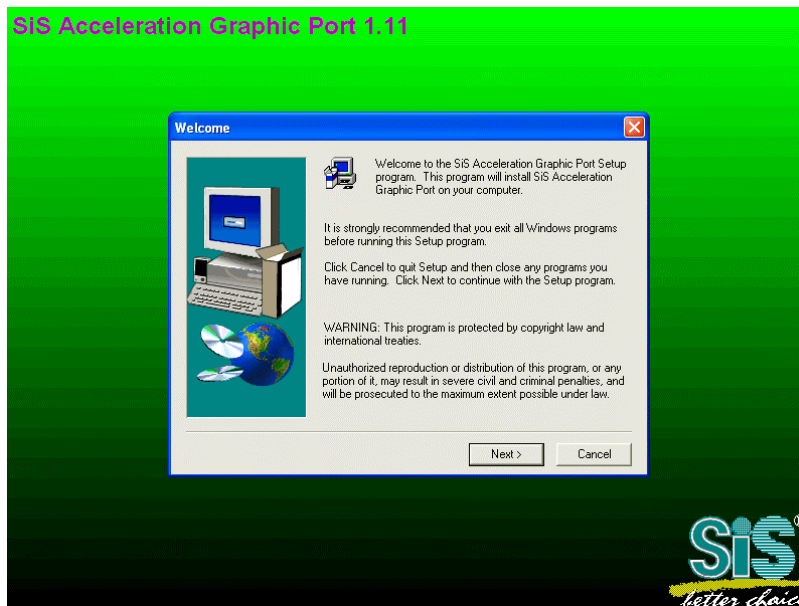 SiS Acceleration Graphic Port 1.11
Welcome
Welcome to the SiS Acceleration Graphic Port Setup
program. This program will install SiS Acceleration
Graphic Port on your computer.
It is strongly recommended that you exit all Windows programs
before running this Setup program.
Click Cancel to quit Setup and then close any programs you
have running. Click Next to continue with the Setup program.
WARNING: This program is protected by copyright law and
international treaties.
Unauthorized reproduction or distribution of this program, or any
portion of it, may result in severe civil and criminal penalties, and
will be prosecuted to the maximum extent possible under law.
Next >
Cancel
SiS®
better choic